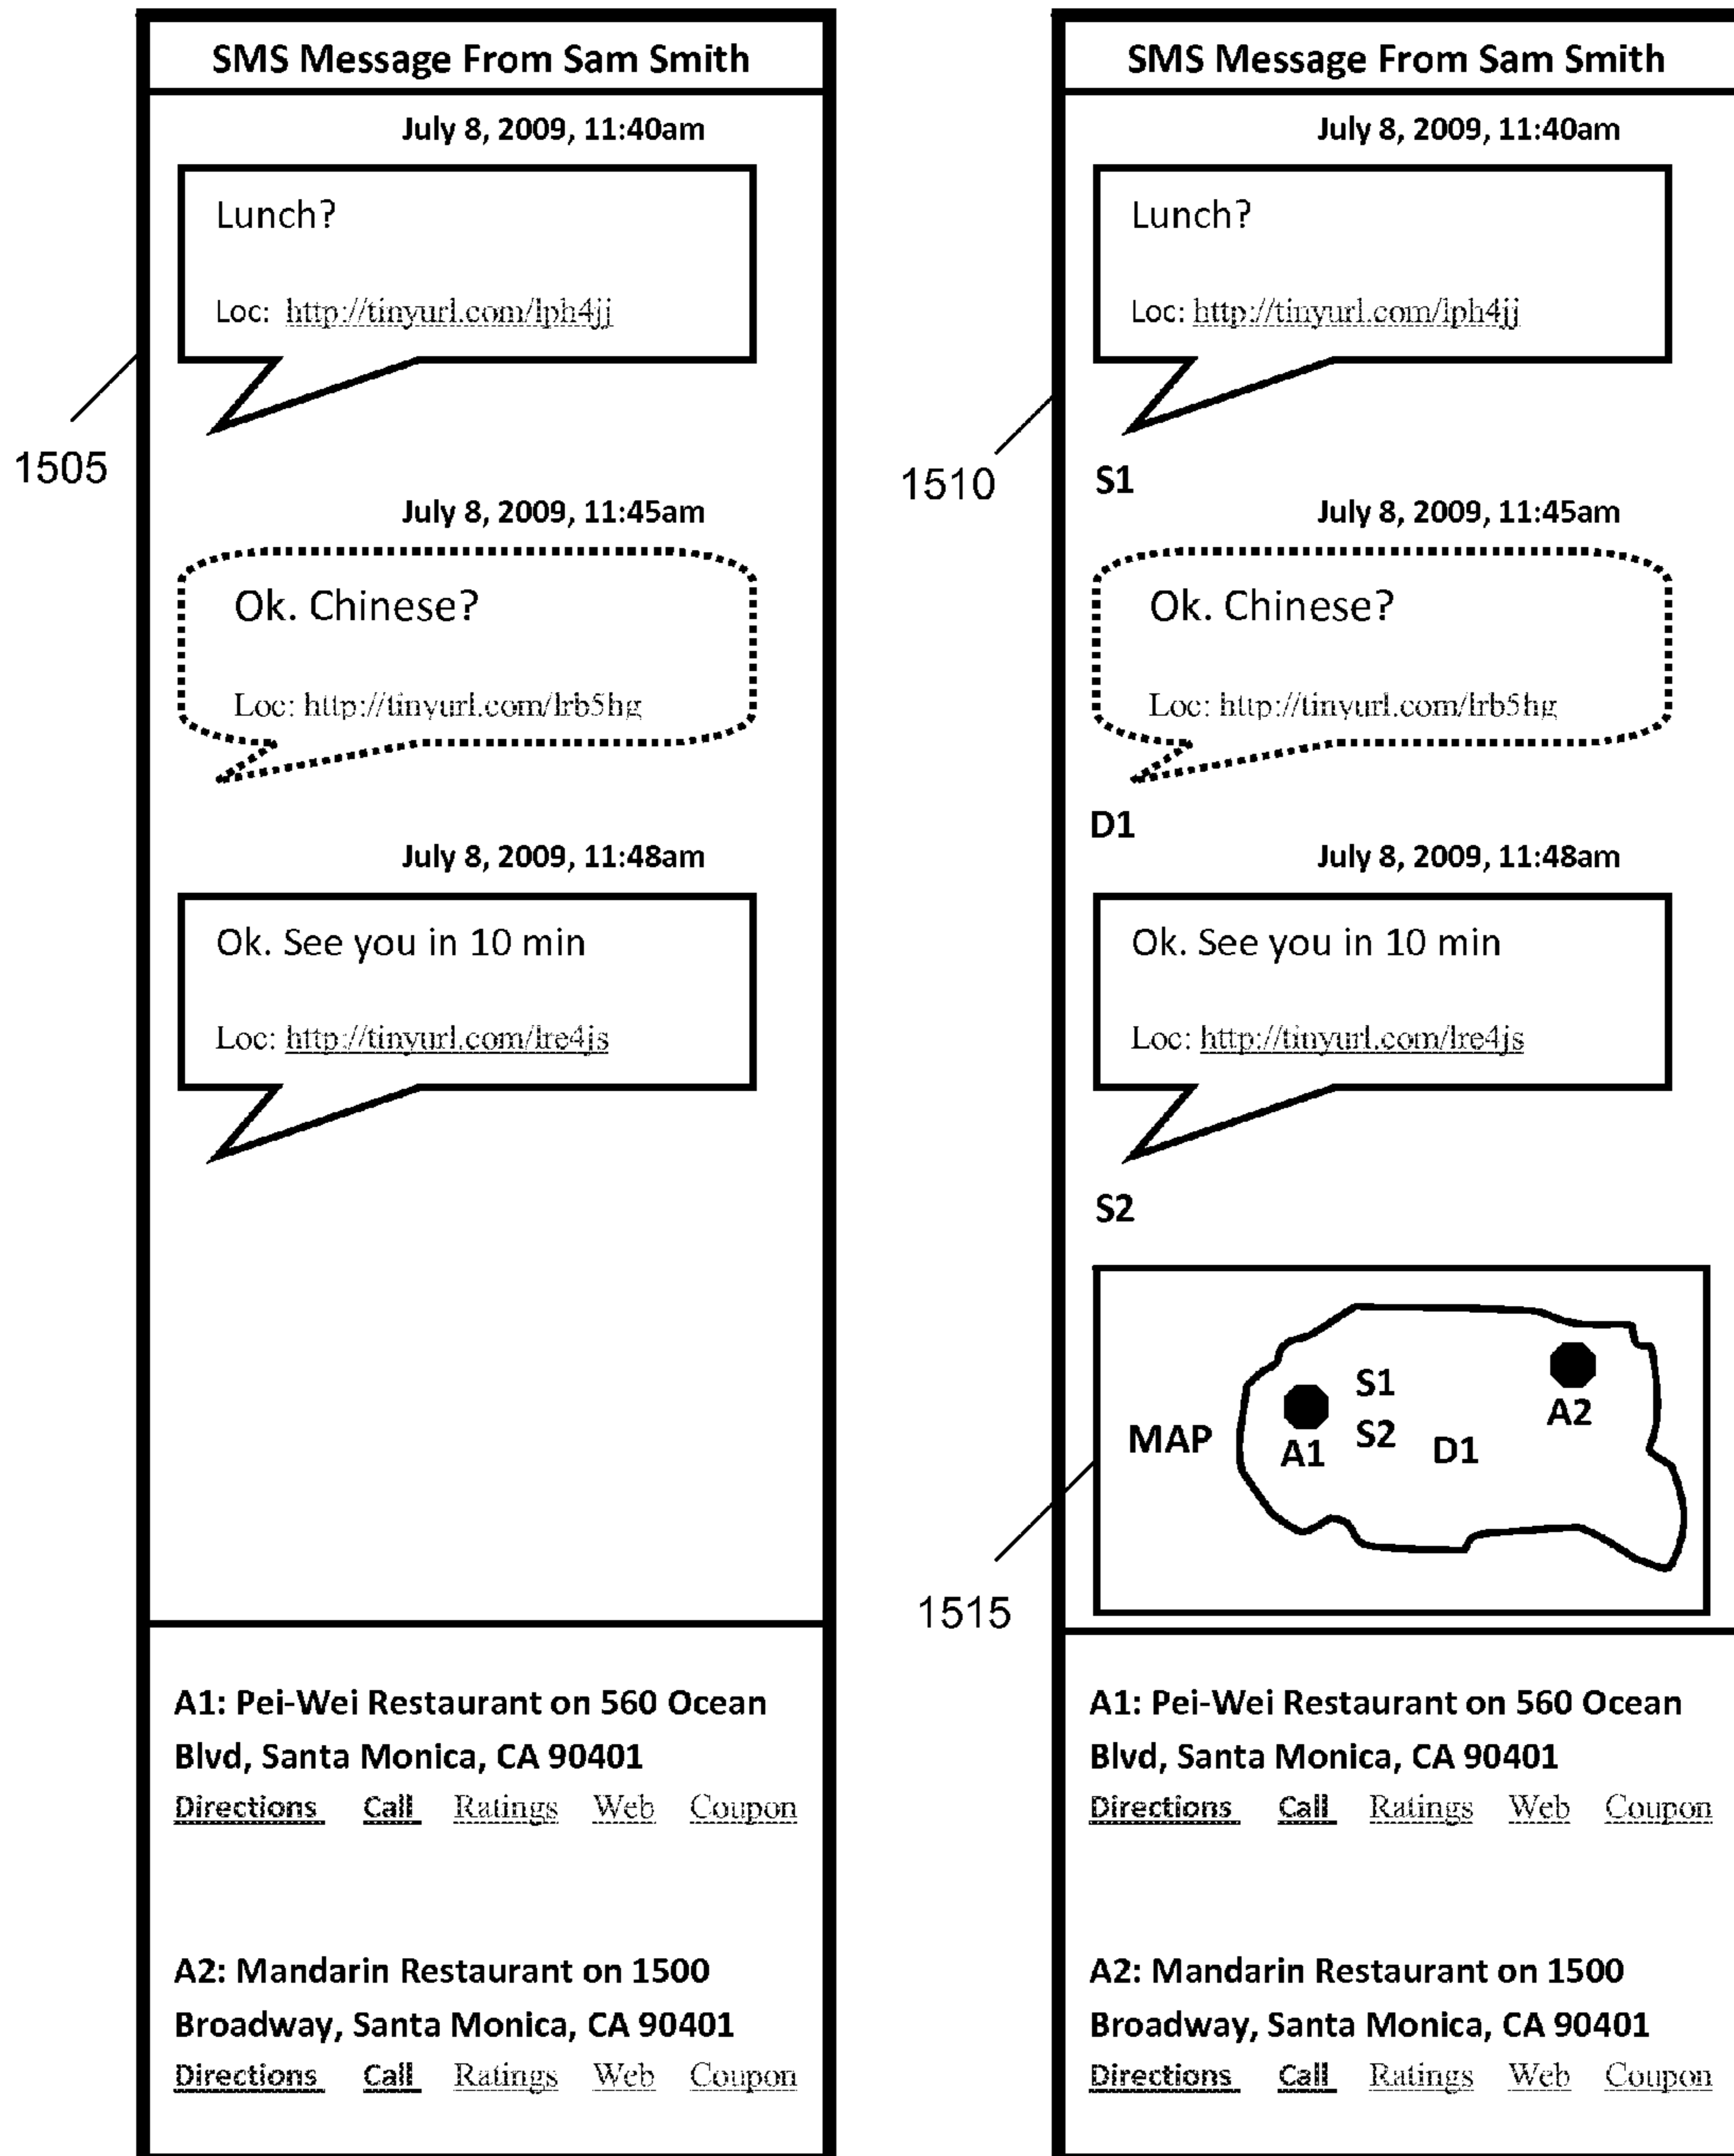 SMS Message From Sam Smith
July 8, 2009, 11:40am
Lunch?
Loc: http://tinyurl.com/lph4jj
1505
July 8, 2009, 11:45am
Ok. Chinese?
Loc: http://tinyurl.com/lrb5hg
July 8, 2009, 11:48am
Ok. See you in 10 min
Loc: http://tinyurl.com/lre4js
A1: Pei-Wei Restaurant on 560 Ocean
Blvd, Santa Monica, CA 90401
Directions Call Ratings Web Coupon
A2: Mandarin Restaurant on 1500
Broadway, Santa Monica, CA 90401
Directions Call Ratings Web Coupon
SMS Message From Sam Smith
July 8, 2009, 11:40am
Lunch?
Loc: http://tinyurl.com/lph4jj
1510
S1
July 8, 2009, 11:45am
Ok. Chinese?
Loc: http://tinyurl.com/lrb5hg
D1
July 8, 2009, 11:48am
Ok. See you in 10 min
Loc: http://tinyurl.com/lre4js
S2
MAP
A1
S1
S2
D1
A2
1515
A1: Pei-Wei Restaurant on 560 Ocean
Blvd, Santa Monica, CA 90401
Directions Call Ratings Web Coupon
A2: Mandarin Restaurant on 1500
Broadway, Santa Monica, CA 90401
Directions Call Ratings Web Coupon